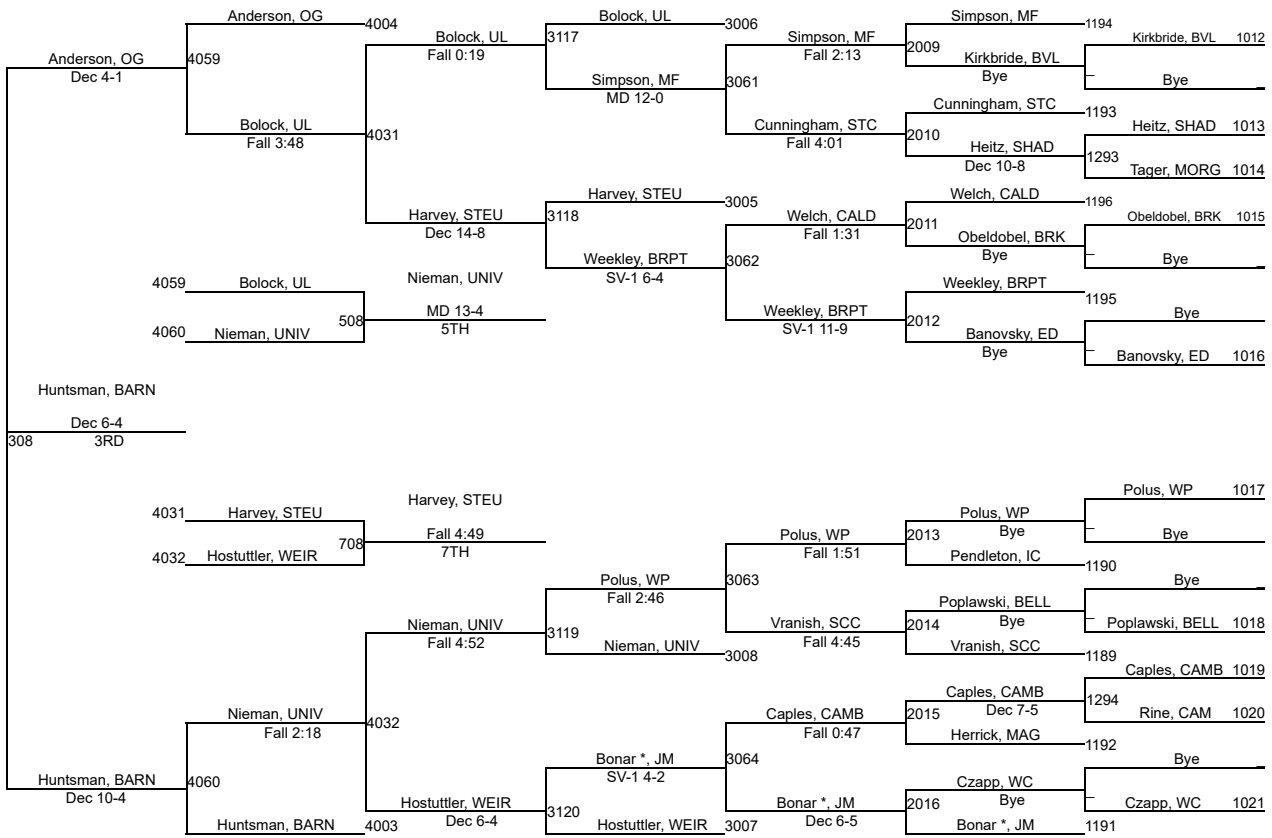 Anderson, OG 4004 Bolock, UL 3006 Simpson, MF 1194
Bolock, UL 3117 Simpson, MF 2009 Kirkbride, BVL 1012
Anderson, OG 4059 Fall 0:19 Fall 2:13 Kirkbride, BVL
Dec 4-1 Simpson, MF 3061 Bye _ Bye _
MD 12-0
Cunningham, STC 1193
Bolock, UL 4031 Cunningham, STC 2010 Heitz, SHAD 1013
Fall 3:48 Fall 4:01 Heitz, SHAD 1293
Dec 10-8 Tager, MORG 1014
Harvey, STEU 3005 Welch, CALD 1196
Harvey, STEU 3118 Welch, CALD 2011 Obeldobel, BRK 1015
Dec 14-8 Fall 1:31 Obeldobel, BRK
Weekley, BRPT 3062 Bye _ Bye _
SV-1 6-4
Nieman, UNIV
4059 Bolock, UL Weekley, BRPT 1195
508 MD 13-4 Weekley, BRPT 2012 Bye
5TH SV-1 11-9
4060 Nieman, UNIV Banovsky, ED _
Bye Banovsky, ED 1016
Huntsman, BARN
Dec 6-4
308 3RD
Harvey, STEU Polus, WP 1017
4031 Harvey, STEU Polus, WP _
708 Fall 4:49 Polus, WP 2013 Bye Bye
7TH Fall 1:51
4032 Hostuttler, WEIR Pendleton, IC 1190
Polus, WP 3063 Bye _
Fall 2:46 Poplawski, BELL _
Nieman, UNIV 3119 Vranish, SCC 2014 Bye Poplawski, BELL 1018
Fall 4:52 Fall 4:45
Nieman, UNIV 3008 Vranish, SCC 1189
Caples, CAMB 1019
Caples, CAMB 1294
Nieman, UNIV 4032 Caples, CAMB 2015 Dec 7-5 Rine, CAM 1020
Fall 2:18 Fall 0:47
Herrick, MAG 1192
Bonar *, JM 3064 Bye _
SV-1 4-2
Huntsman, BARN 4060 Czapp, WC _
Dec 10-4
Hostuttler, WEIR 3120 Bonar *, JM 2016 Bye Czapp, WC 1021
Dec 6-4 Dec 6-5
Huntsman, BARN 4003 Hostuttler, WEIR 3007 Bonar *, JM 1191